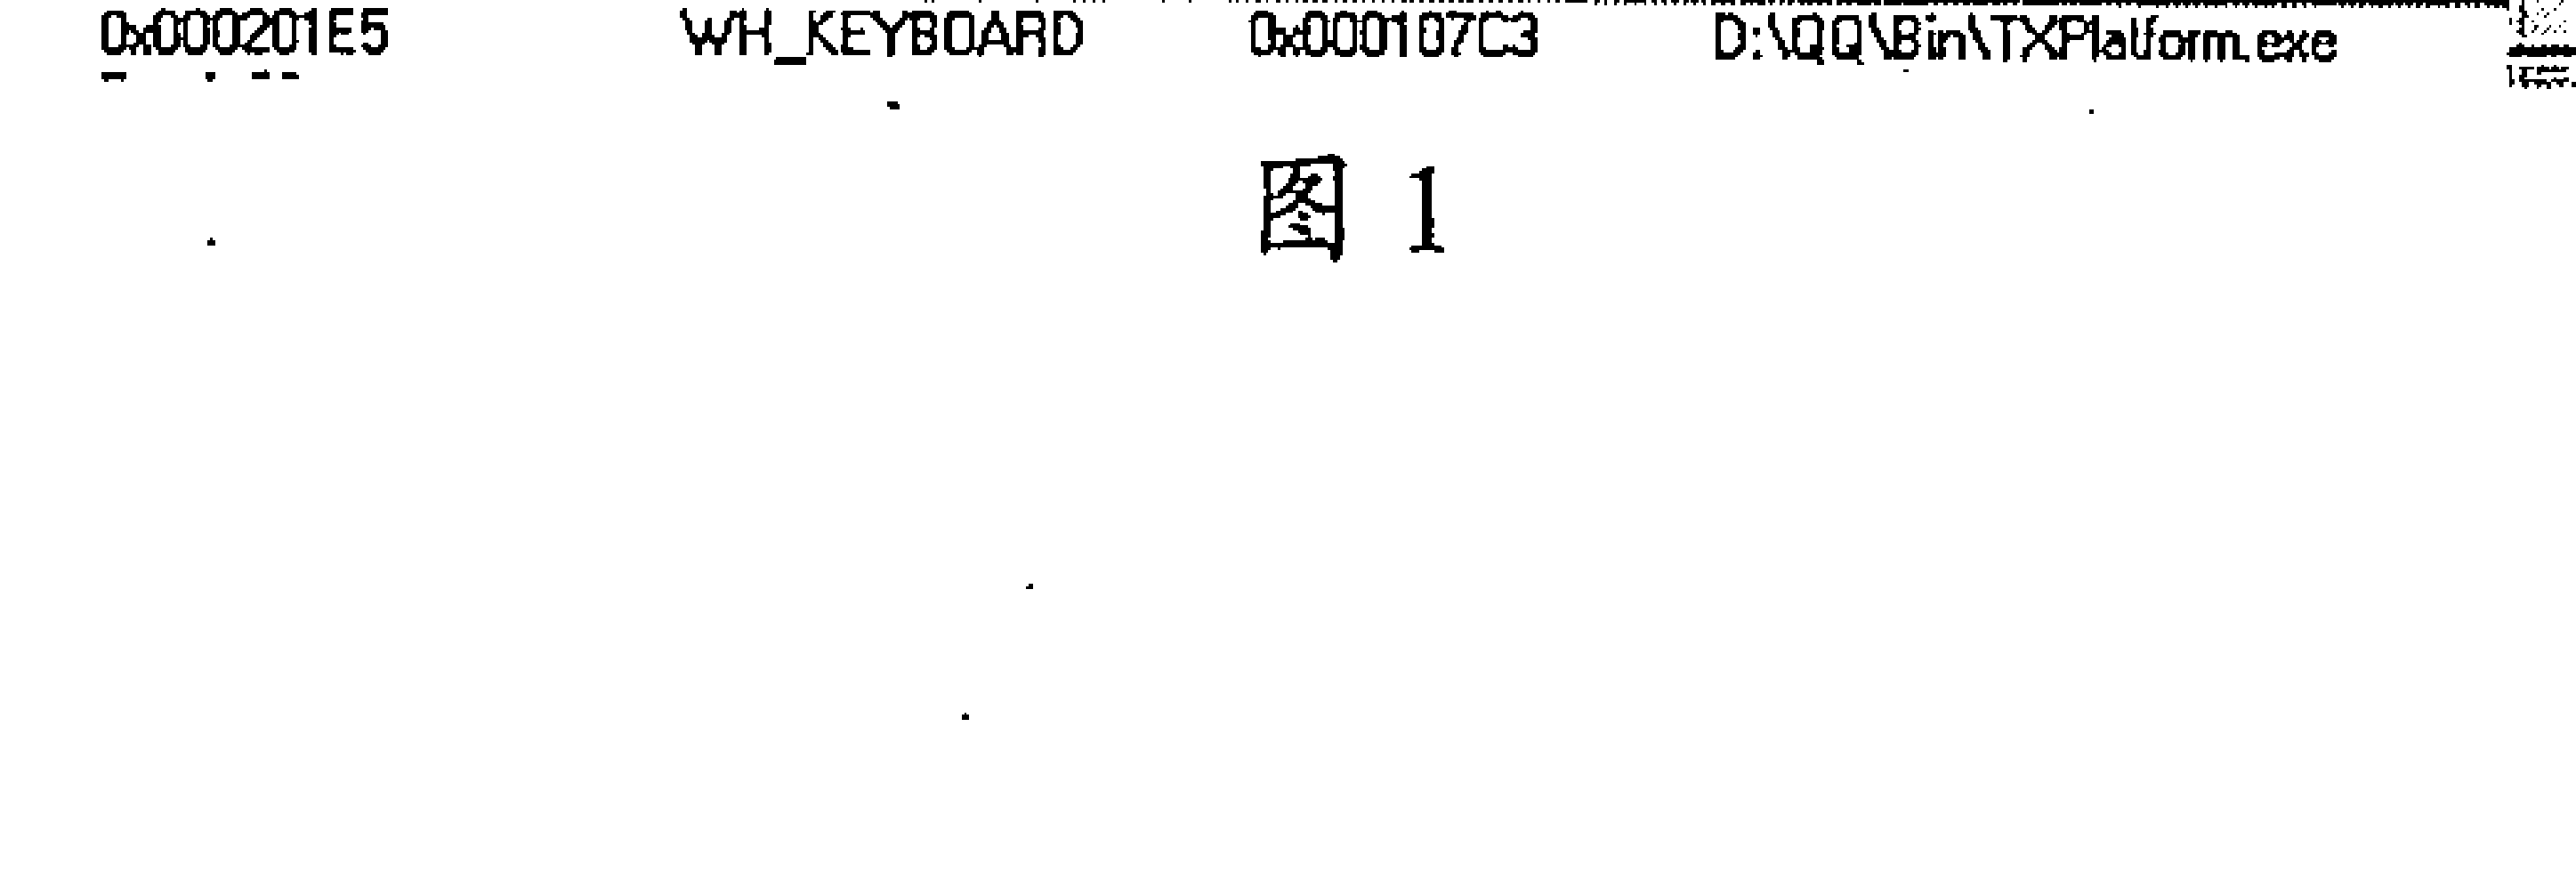 0x000201E5 WH_KEYBOARD 0x000107C3 D:\QQ\Bin\TXPlatform.exe
图 1